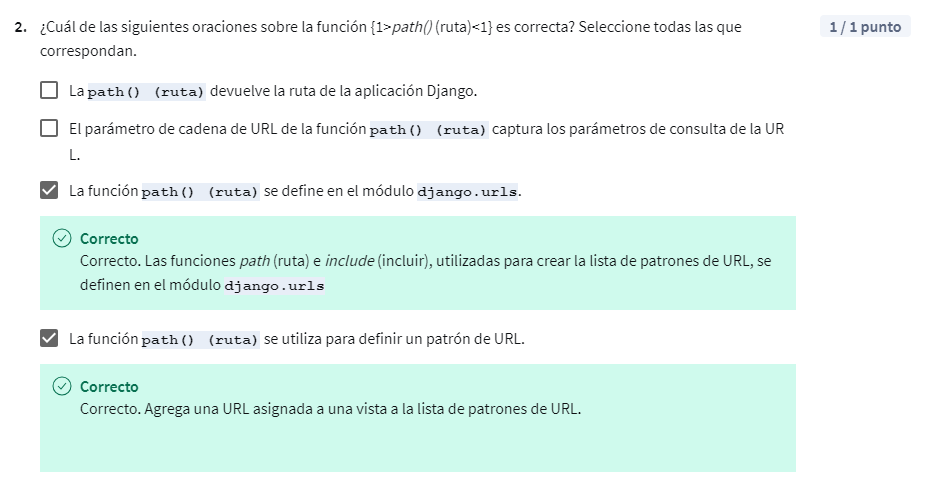 2. ¿Cuál de las siguientes oraciones sobre la función {1>path() (ruta)<1} es correcta? Seleccione todas las que
correspondan.
1 / 1 punto
La path() (ruta) devuelve la ruta de la aplicación Django.
El parámetro de cadena de URL de la función path() (ruta) captura los parámetros de consulta de la UR
L.
La función path() (ruta) se define en el módulo django.urls.
Correcto
Correcto. Las funciones path (ruta) e include (incluir), utilizadas para crear la lista de patrones de URL, se
definen en el módulo django.urls
La función path() (ruta) se utiliza para definir un patrón de URL.
Correcto
Correcto. Agrega una URL asignada a una vista a la lista de patrones de URL.